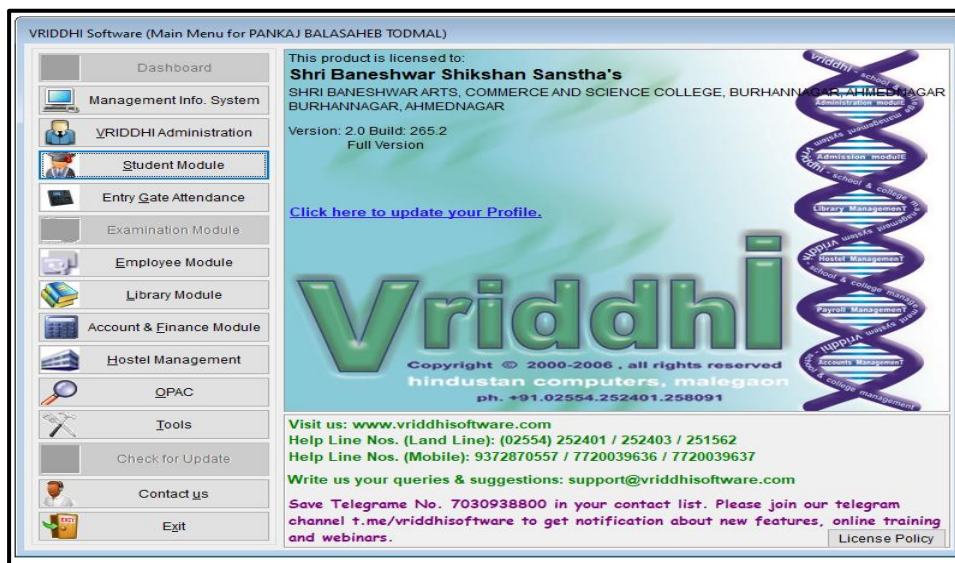 VRIDDHI Software (Main Menu for PANKAJ BALASAHEB TODMAL)
Dashboard
Management Info. System
VRIDDHI Administration
Student Module
Entry Gate Attendance
Examination Module
Employee Module
Library Module
Account & Finance Module
Hostel Management
OPAC
Tools
Check for Update
Contact us
Exit
This product is licensed to:
Shri Baneshwar Shikshan Sanstha's
SHRI BANESHWAR ARTS, COMMERCE AND SCIENCE COLLEGE, BURHANNAGAR, AHMEDNAGAR
BURHANNAGAR, AHMEDNAGAR
Version: 2.0 Build: 265.2
Full Version
Click here to update your Profile.
Vriddhi
Copyright © 2000-2006 , all rights reserved
hindustan computers, malegaon
ph. +91.02554.252401.258091
Administration modulE
Admission modulE
Library ManagemenT
Hostel ManagemenT
Payroll ManagemenT
Accounts ManagemenT
Visit us: www.vriddhisoftware.com
Help Line Nos. (Land Line): (02554) 252401 / 252403 / 251562
Help Line Nos. (Mobile): 9372870557 / 7720039636 / 7720039637
Write us your queries & suggestions: support@vriddhisoftware.com
Save Telegrame No. 7030938800 in your contact list. Please join our telegram
channel t.me/vriddhisoftware to get notification about new features, online training
and webinars.
License Policy